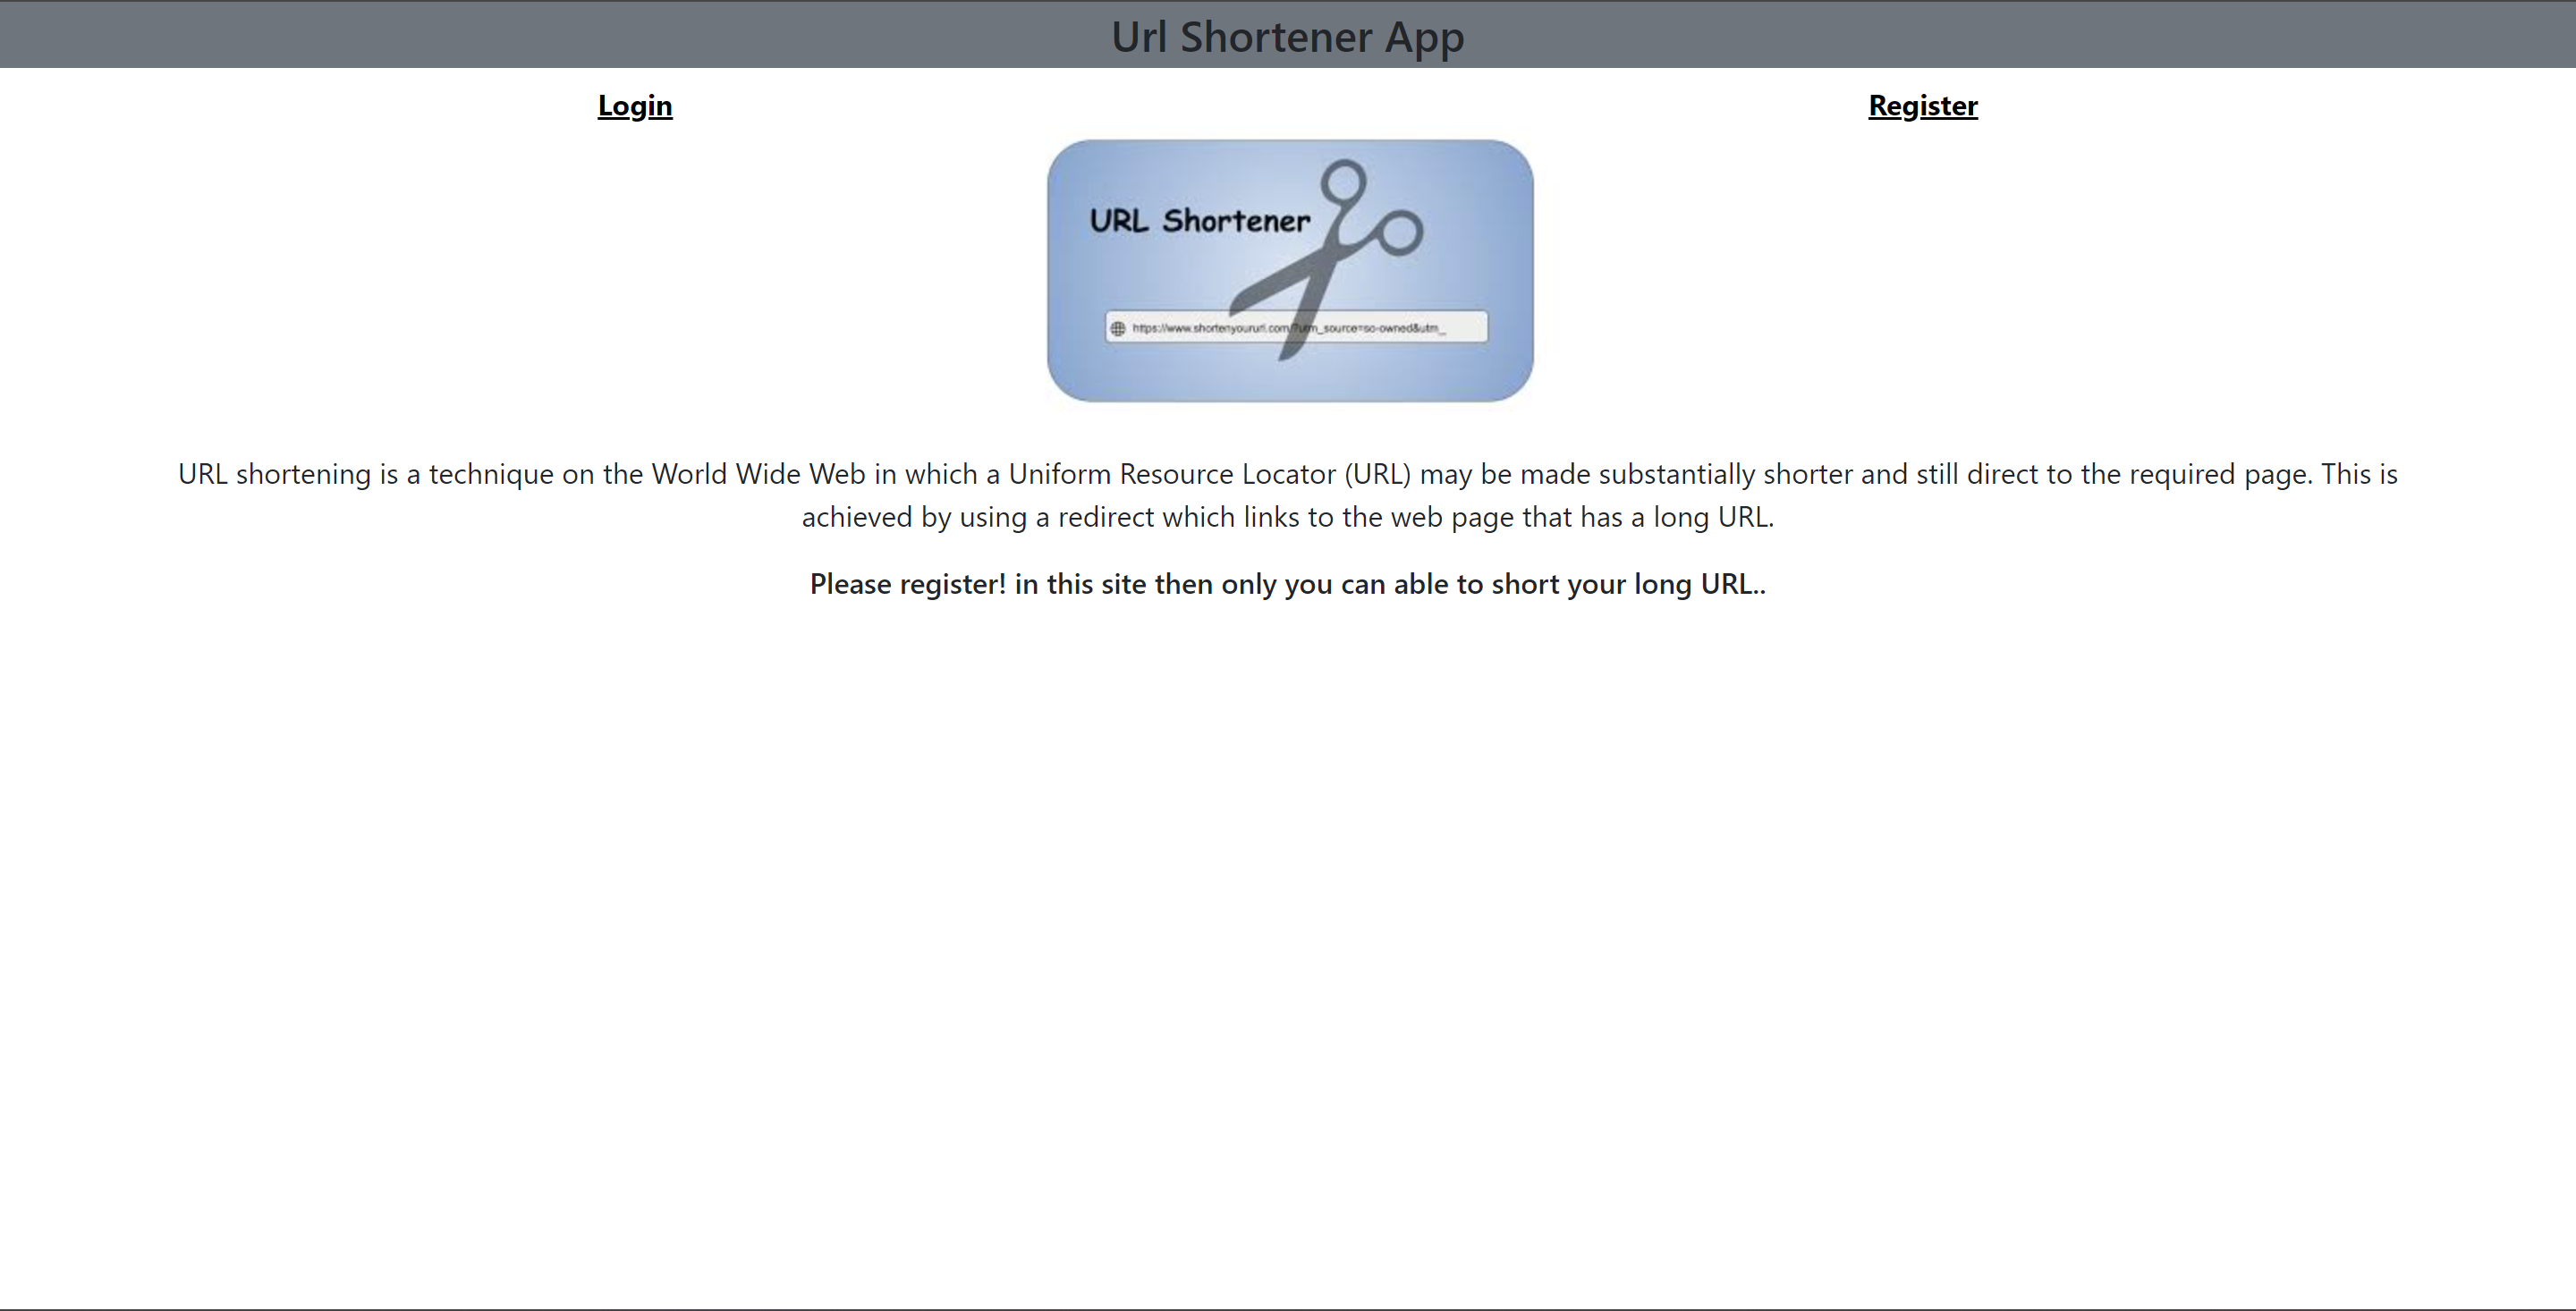 Url Shortener App
Login
Register
URL Shortener
https://www.shortenyoururl.com/?utm_source=so-owned&utm_
URL shortening is a technique on the World Wide Web in which a Uniform Resource Locator (URL) may be made substantially shorter and still direct to the required page. This is
achieved by using a redirect which links to the web page that has a long URL.
Please register! in this site then only you can able to short your long URL..